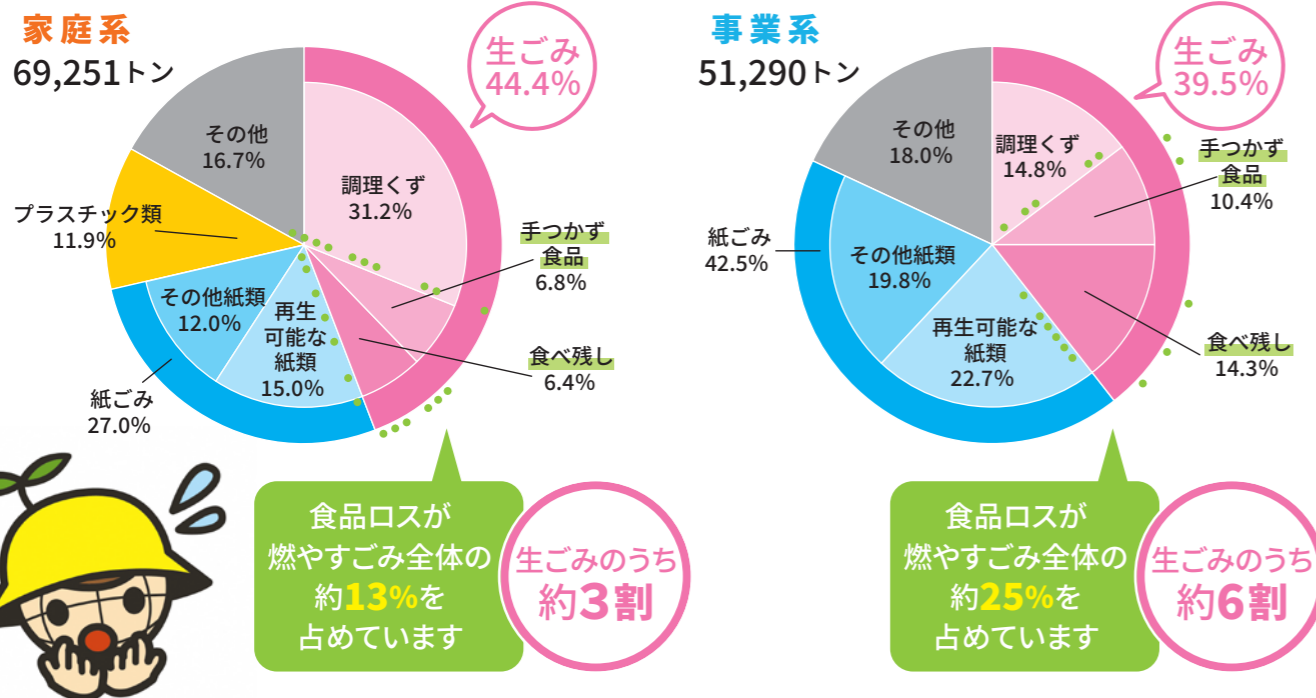 家庭系
69,251トン
生ごみ
44.4%
調理くず
31.2%
手つかず
食品
6.8%
食べ残し
6.4%
再生
可能な
紙類
15.0%
その他紙類
12.0%
紙ごみ
27.0%
プラスチック類
11.9%
その他
16.7%
食品ロスが
燃やすごみ全体の
約13%を
占めています
生ごみのうち
約3割
事業系
51,290トン
生ごみ
39.5%
調理くず
14.8%
手つかず
食品
10.4%
食べ残し
14.3%
再生可能な
紙類
22.7%
その他紙類
19.8%
紙ごみ
42.5%
その他
18.0%
食品ロスが
燃やすごみ全体の
約25%を
占めています
生ごみのうち
約6割